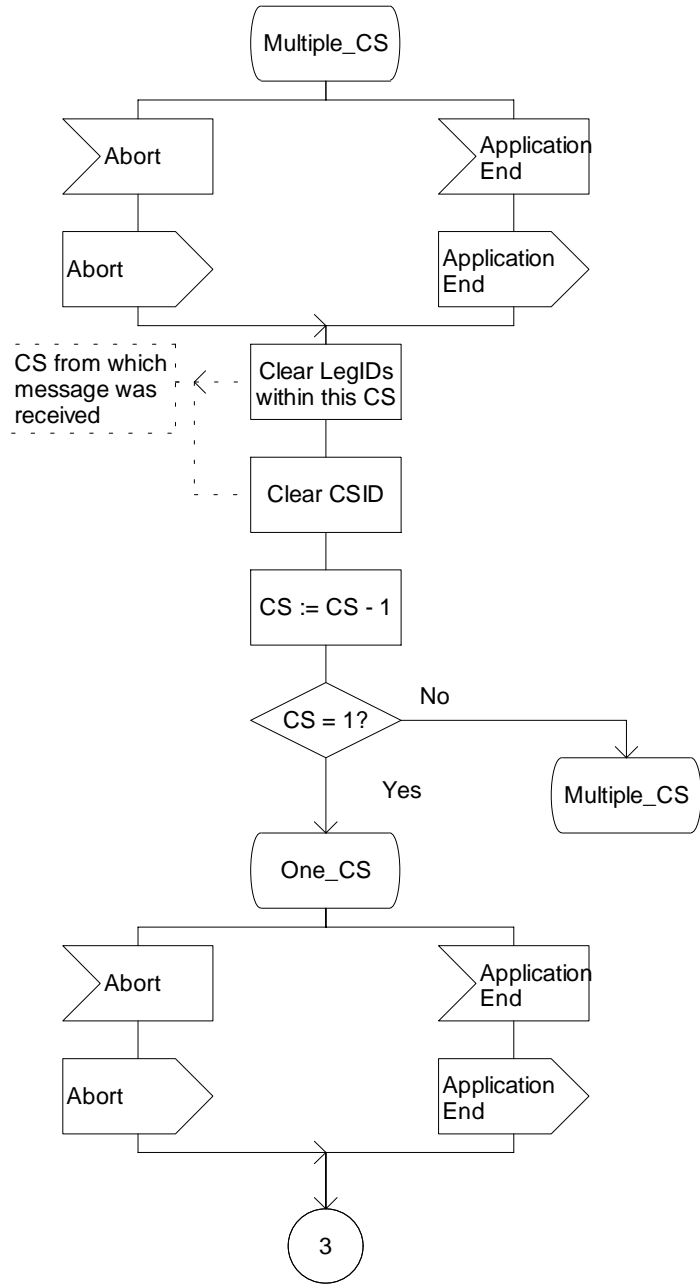 Multiple_CS
Abort
Application
End
Abort
Application
End
CS from which
message was
received
Clear LegIDs
within this CS
Clear CSID
CS := CS - 1
CS = 1?
No
Multiple_CS
Yes
One_CS
Abort
Application
End
Abort
Application
End
3